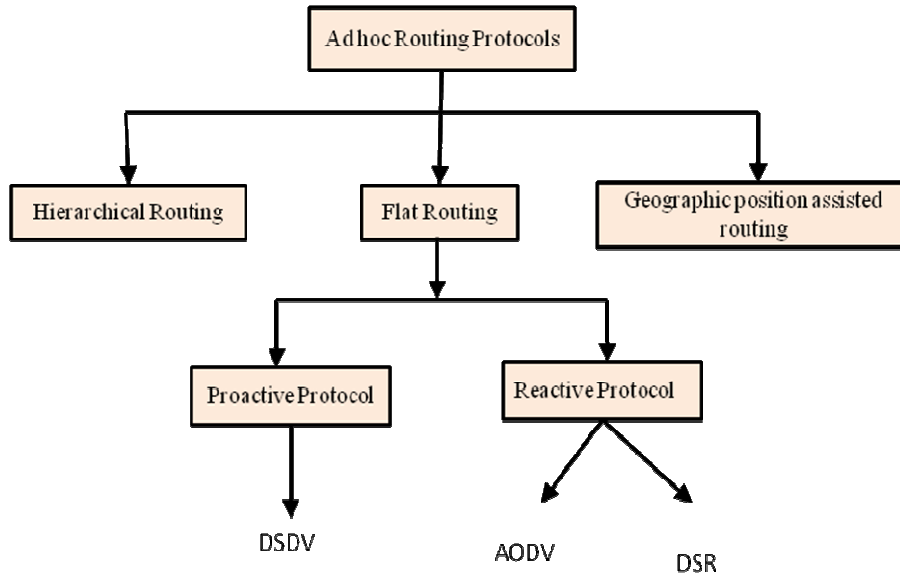 Ad hoc Routing Protocols
Hierarchical Routing
Flat Routing
Geographic position assisted
routing
Proactive Protocol
Reactive Protocol
DSDV
AODV
DSR